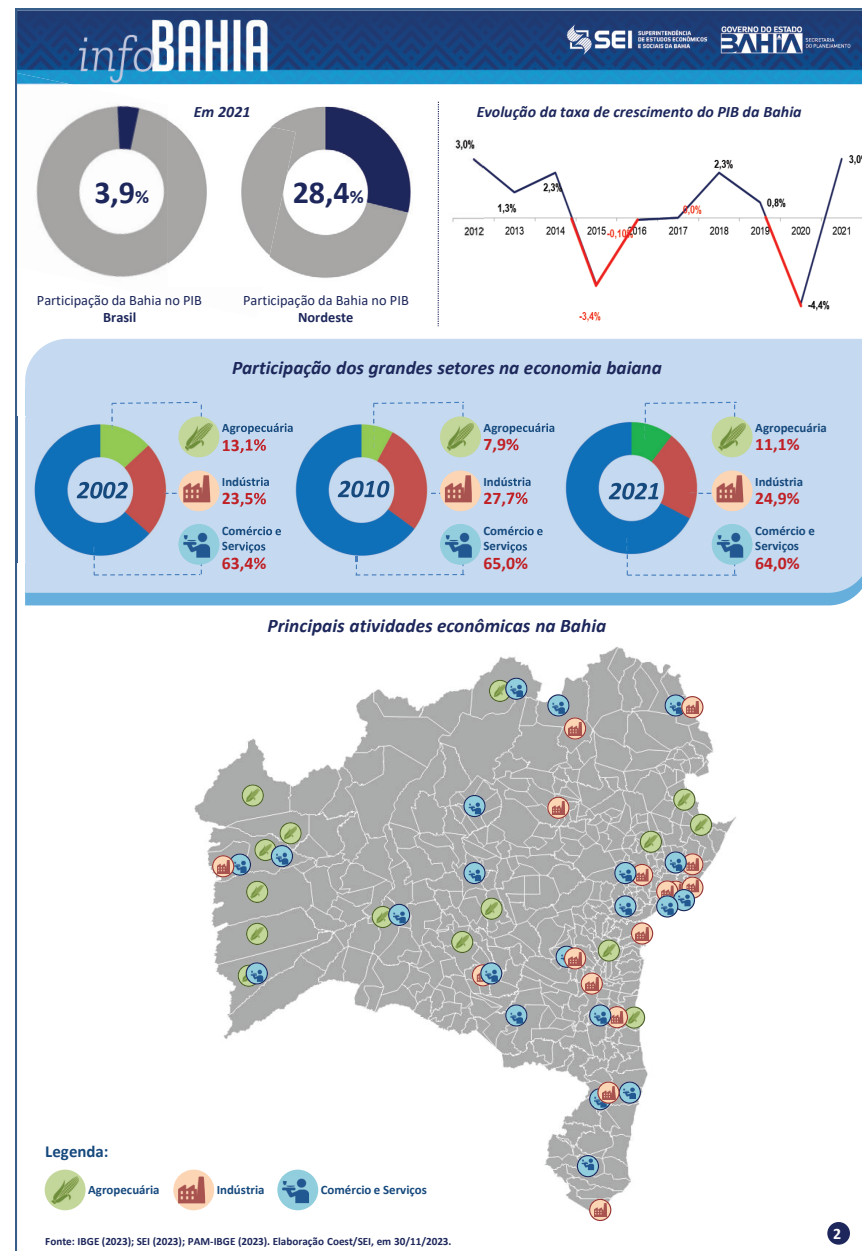 infoBAHIA
SEI SUPERINTENDÊNCIA
DE ESTUDOS ECONÔMICOS
E SOCIAIS DA BAHIA
GOVERNO DO ESTADO
BAHIA
SECRETARIA
DO PLANEJAMENTO
Em 2021
3,9%
28,4%
Participação da Bahia no PIB
Brasil
Participação da Bahia no PIB
Nordeste
Evolução da taxa de crescimento do PIB da Bahia
3,0%
1,3%
2,3%
-3,4%
-0,10%
0,0%
2,3%
0,8%
-4,4%
3,0%
2012 2013 2014 2015 2016 2017 2018 2019 2020 2021
Participação dos grandes setores na economia baiana
2002
Agropecuária
13,1%
Indústria
23,5%
Comércio e
Serviços
63,4%
2010
Agropecuária
7,9%
Indústria
27,7%
Comércio e
Serviços
65,0%
2021
Agropecuária
11,1%
Indústria
24,9%
Comércio e
Serviços
64,0%
Principais atividades econômicas na Bahia
Legenda:
Agropecuária Indústria Comércio e Serviços
Fonte: IBGE (2023); SEI (2023); PAM-IBGE (2023). Elaboração Coest/SEI, em 30/11/2023.
2